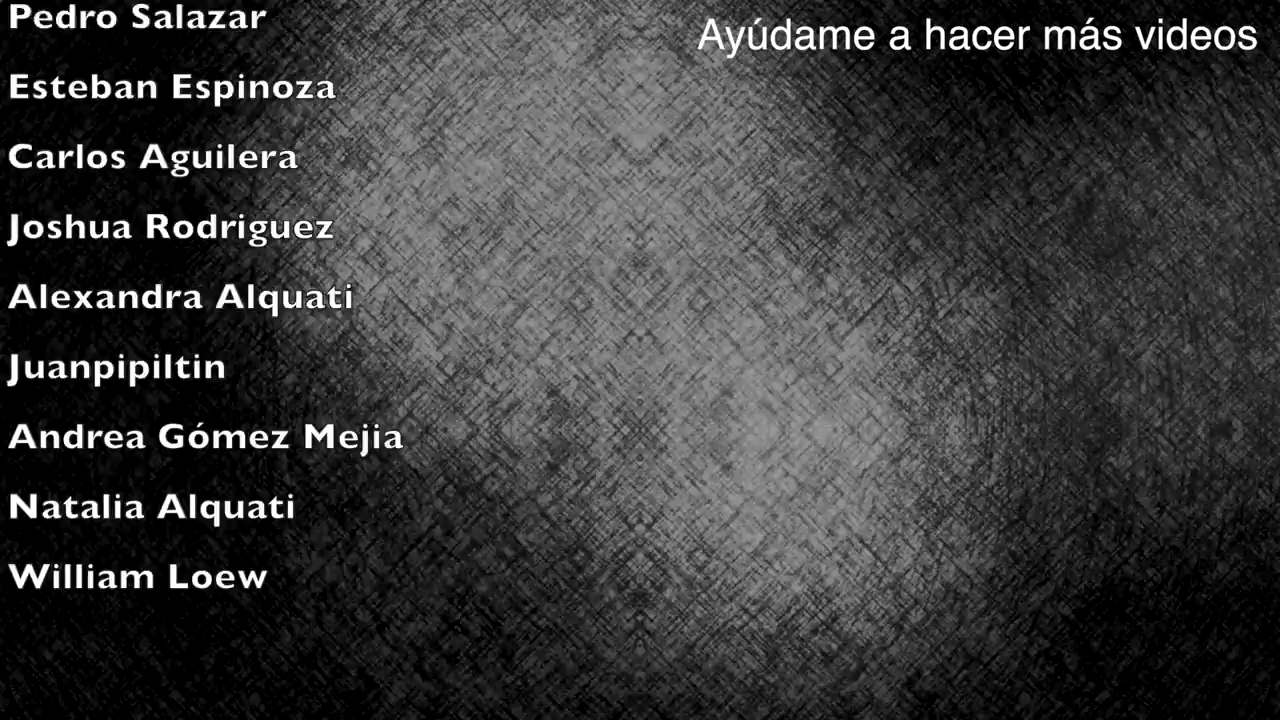 Pedro Salazar
Ayúdame a hacer más videos
Esteban Espinoza
Carlos Aguilera
Joshua Rodriguez
Alexandra Alquati
Juanpipiltin
Andrea Gómez Mejia
Natalia Alquati
William Loew